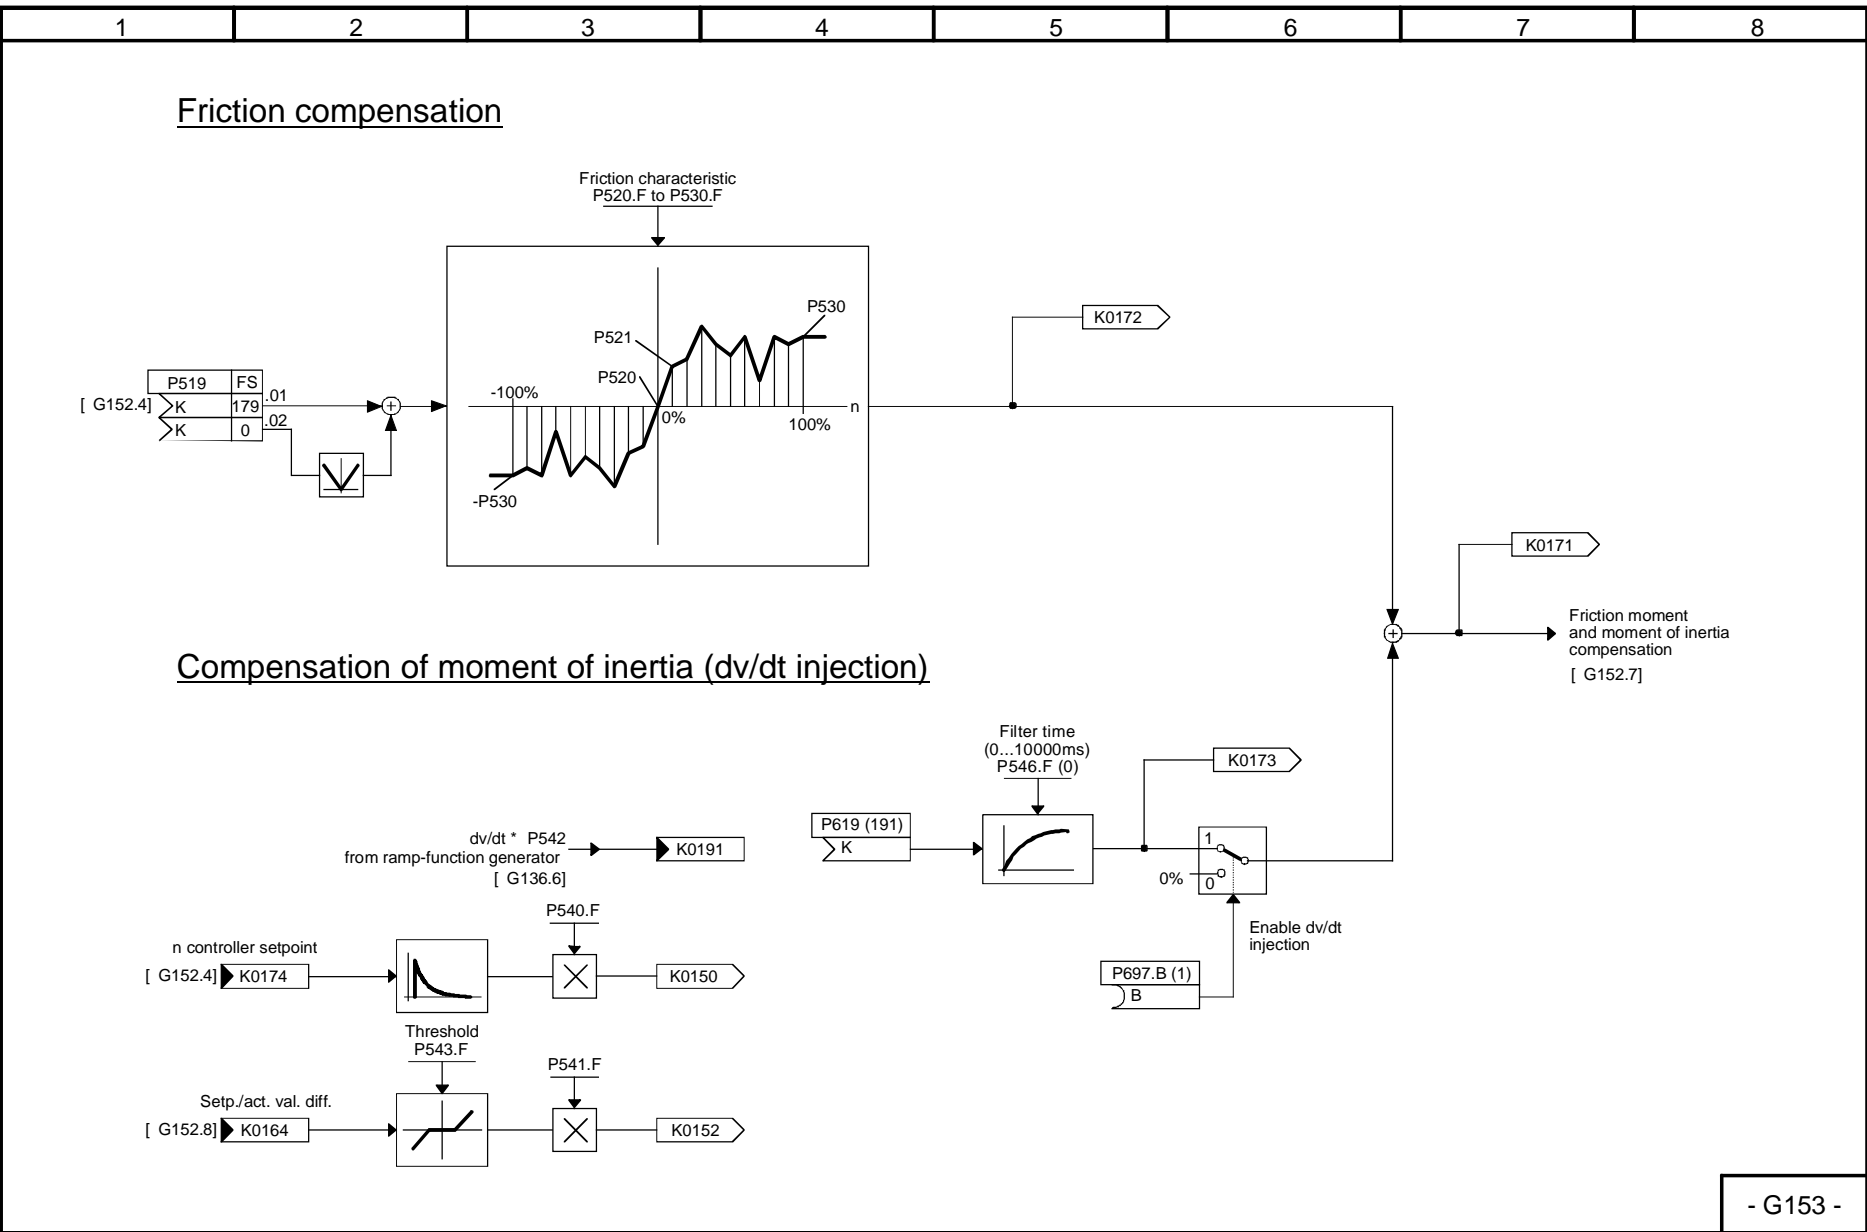 1 2 3 4 5 6 7 8
Friction compensation
Friction characteristic
P520.F to P530.F
P530
K0172
P521
P520
P519 FS
-100%
[ G152.4] K 179 .01
n
0%
100%
K 0 .02
-P530
K0171
Friction moment
and moment of inertia
compensation
[ G152.7]
Compensation of moment of inertia (dv/dt injection)
Filter time
(0...10000ms)
P546.F (0)
K0173
P619 (191)
K
dv/dt * P542
from ramp-function generator
[ G136.6]
K0191
1
0%
0
P540.F
Enable dv/dt
injection
n controller setpoint
[ G152.4] K0174
K0150
P697.B (1)
B
Threshold
P543.F
P541.F
Setp./act. val. diff.
[ G152.8] K0164
K0152
- G153 -